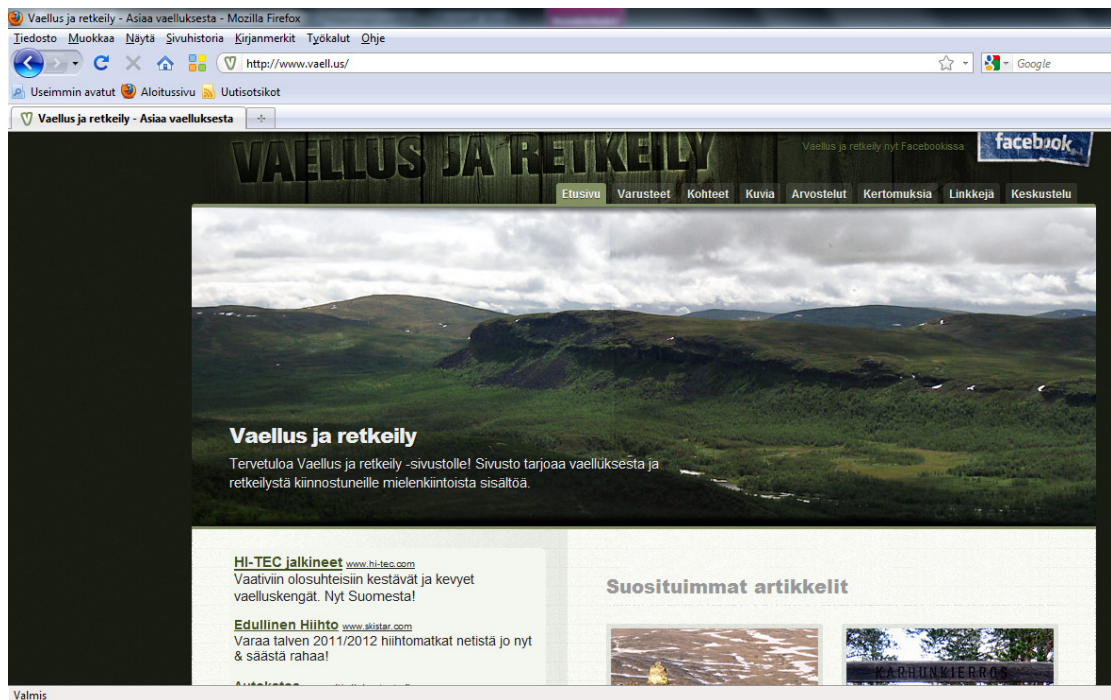 Vaellus ja retkeily - Asiaa vaelluksesta - Mozilla Firefox
Tiedosto Muokkaa Näytä Sivuhistoria Kirjanmerkit Työkalut Ohje
http://www.vaell.us/ Google
Useimmin avatut Aloitussivu Uutisotsikot
Vaellus ja retkeily - Asiaa vaelluksesta
VAELLUS JA RETKEILY
Vaellus ja retkeily nyt Facebookissa
facebook
Etusivu Varusteet Kohteet Kuvia Arvostelut Kertomuksia Linkkejä Keskustelu
Vaellus ja retkeily
Tervetuloa Vaellus ja retkeily -sivustolle! Sivusto tarjoaa vaelluksesta ja
retkeilystä kiinnostuneille mielenkiintoista sisältöä.
HI-TEC jalkineet www.hi-tec.com
Vaativiin olosuhteisiin kestävät ja kevyet
vaelluskengät. Nyt Suomesta!
Edullinen Hiihto www.skistar.com
Varaa talven 2011/2012 hiihtomatkat netistä jo nyt
& säästä rahaa!
Suosituimmat artikkelit
KARHUNKIERROS
Valmis